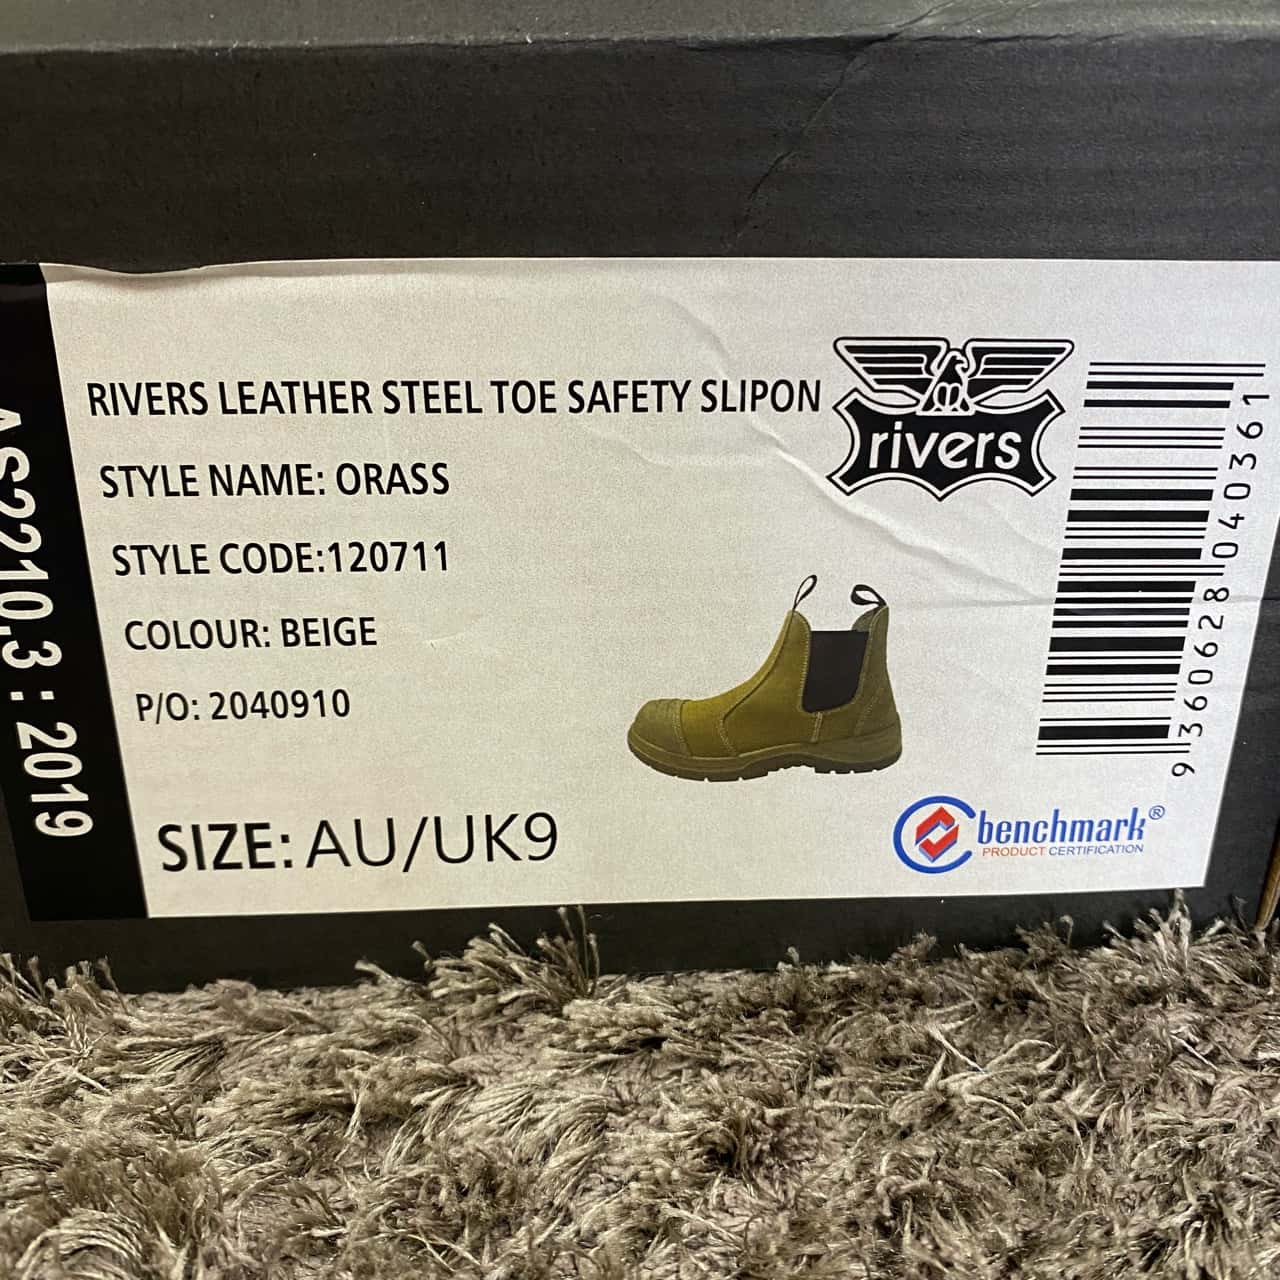 AS2210.3 : 2019
RIVERS LEATHER STEEL TOE SAFETY SLIPON
rivers
STYLE NAME: ORASS
STYLE CODE:120711
COLOUR: BEIGE
P/O: 2040910
SIZE: AU/UK9
9 360628 040361
benchmark®
PRODUCT CERTIFICATION